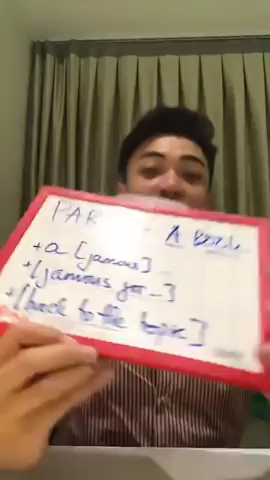 PAR : A Book
+ a [famous]
+ [famous for _]
+ [back to the topic]